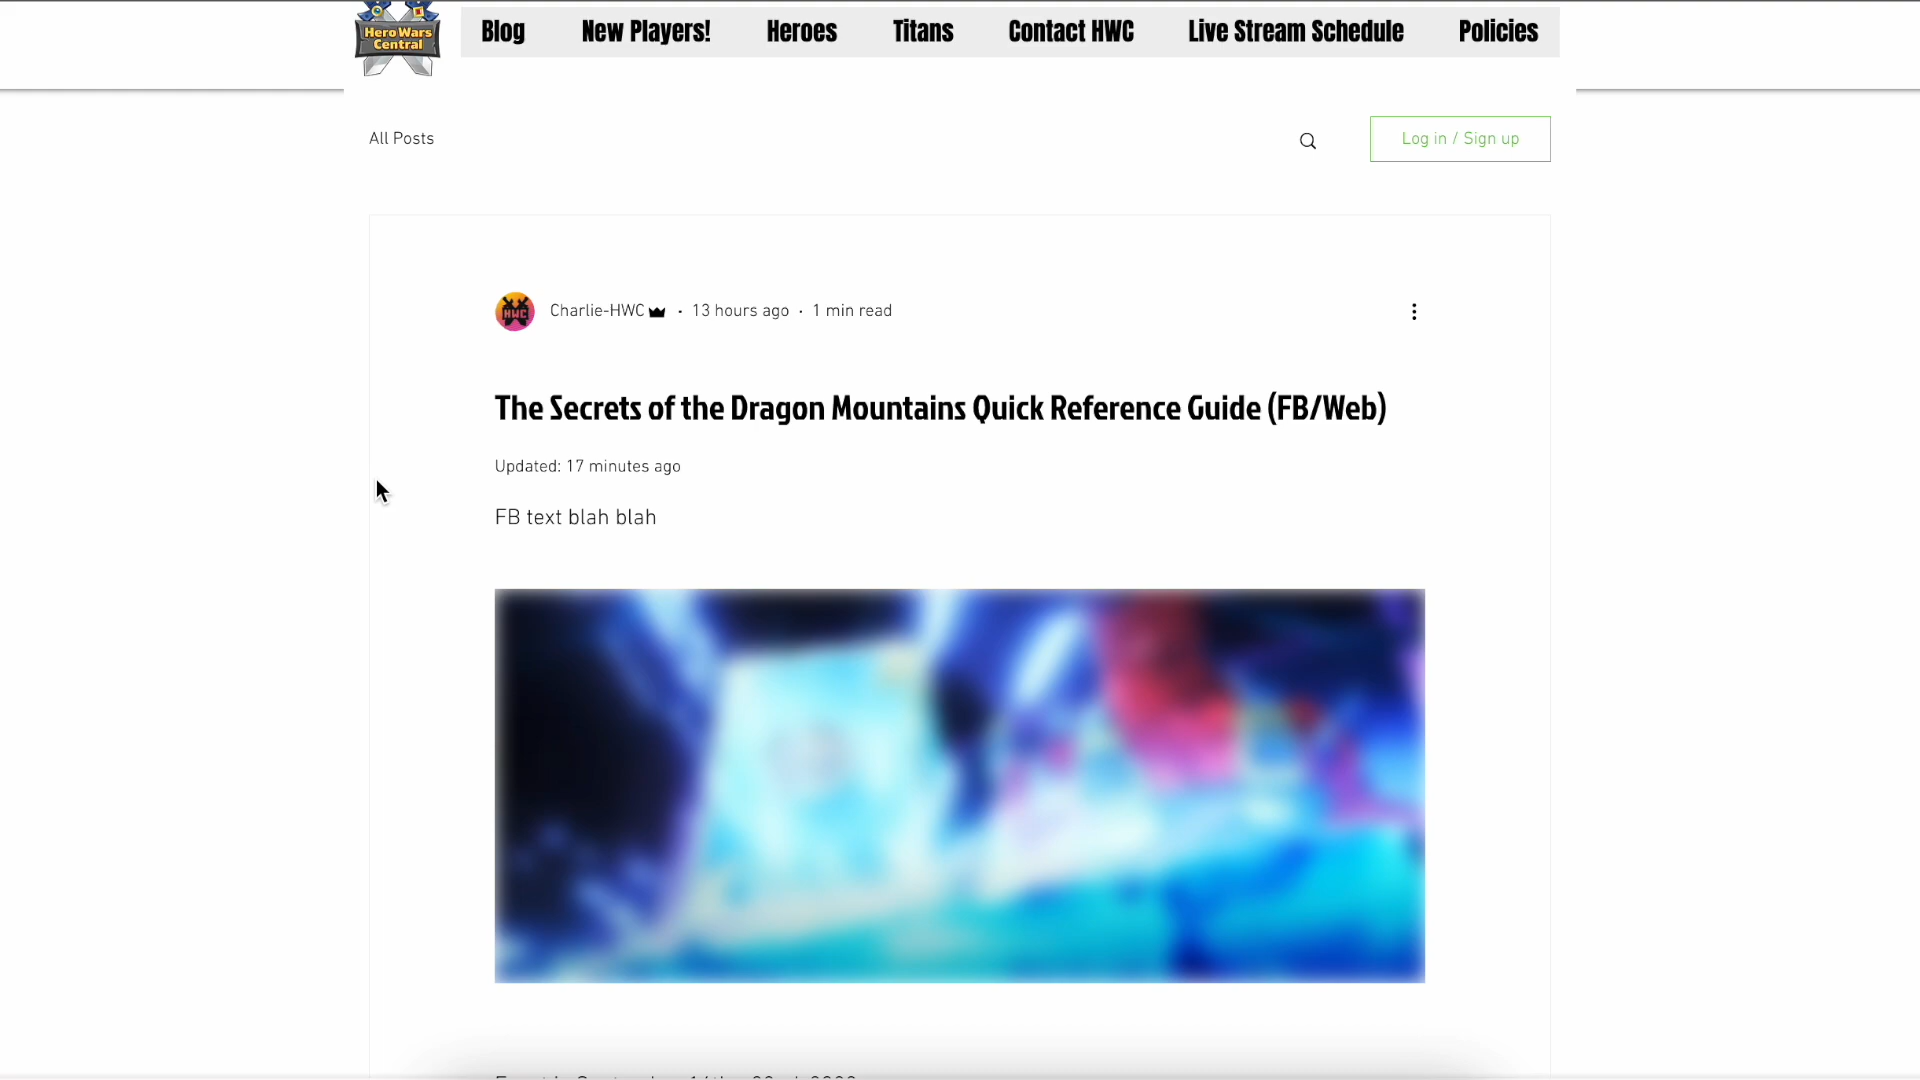 Hero Wars
Central
Blog New Players! Heroes Titans Contact HWC Live Stream Schedule Policies
All Posts
Log in / Sign up
HWC
Charlie-HWC · 13 hours ago · 1 min read
The Secrets of the Dragon Mountains Quick Reference Guide (FB/Web)
Updated: 17 minutes ago
FB text blah blah